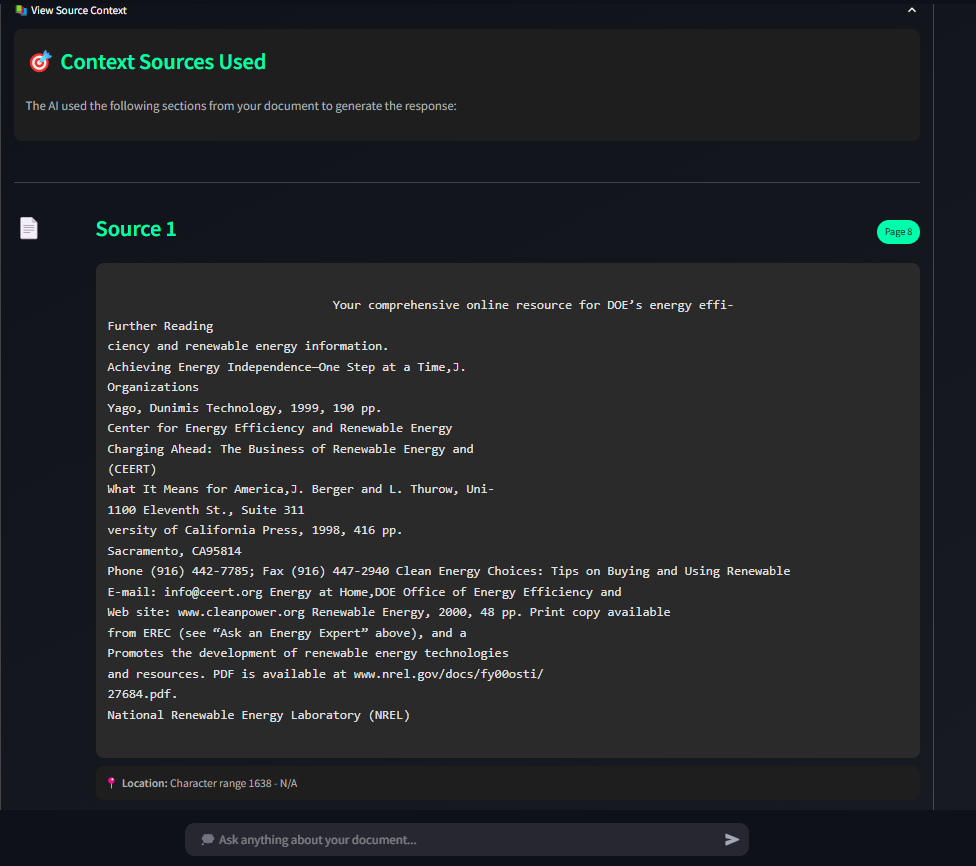 View Source Context
Context Sources Used
The AI used the following sections from your document to generate the response:
Source 1
Page 8
Your comprehensive online resource for DOE’s energy effi-
Further Reading
ciency and renewable energy information.
Achieving Energy Independence—One Step at a Time,J.
Organizations
Yago, Dunimis Technology, 1999, 190 pp.
Center for Energy Efficiency and Renewable Energy
Charging Ahead: The Business of Renewable Energy and
(CEERT)
What It Means for America,J. Berger and L. Thurow, Uni-
1100 Eleventh St., Suite 311
versity of California Press, 1998, 416 pp.
Sacramento, CA95814
Phone (916) 442-7785; Fax (916) 447-2940 Clean Energy Choices: Tips on Buying and Using Renewable
E-mail: info@ceert.org Energy at Home,DOE Office of Energy Efficiency and
Web site: www.cleanpower.org Renewable Energy, 2000, 48 pp. Print copy available
from EREC (see “Ask an Energy Expert” above), and a
Promotes the development of renewable energy technologies
and resources. PDF is available at www.nrel.gov/docs/fy00osti/
27684.pdf.
National Renewable Energy Laboratory (NREL)
Location: Character range 1638 - N/A
Ask anything about your document...